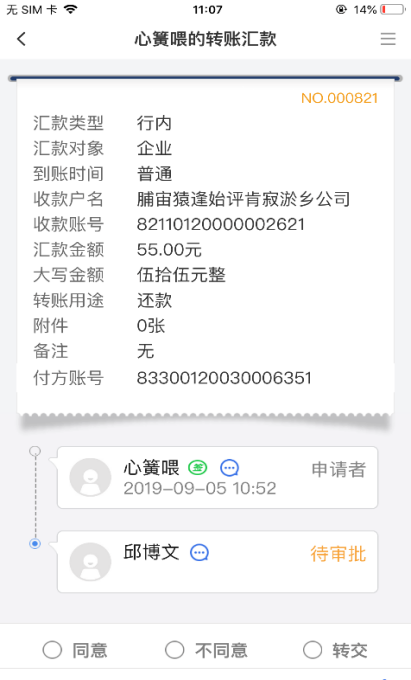 无 SIM 卡 11:07 14%
心篝喂的转账汇款
NO.000821
汇款类型 行内
汇款对象 企业
到账时间 普通
收款户名 脯宙猿逢始评肯寂淤乡公司
收款账号 82110120000002621
汇款金额 55.00元
大写金额 伍拾伍元整
转账用途 还款
附件 0张
备注 无
付方账号 83300120030006351
心篝喂 签 申请者
2019-09-05 10:52
邱博文 待审批
同意 不同意 转交